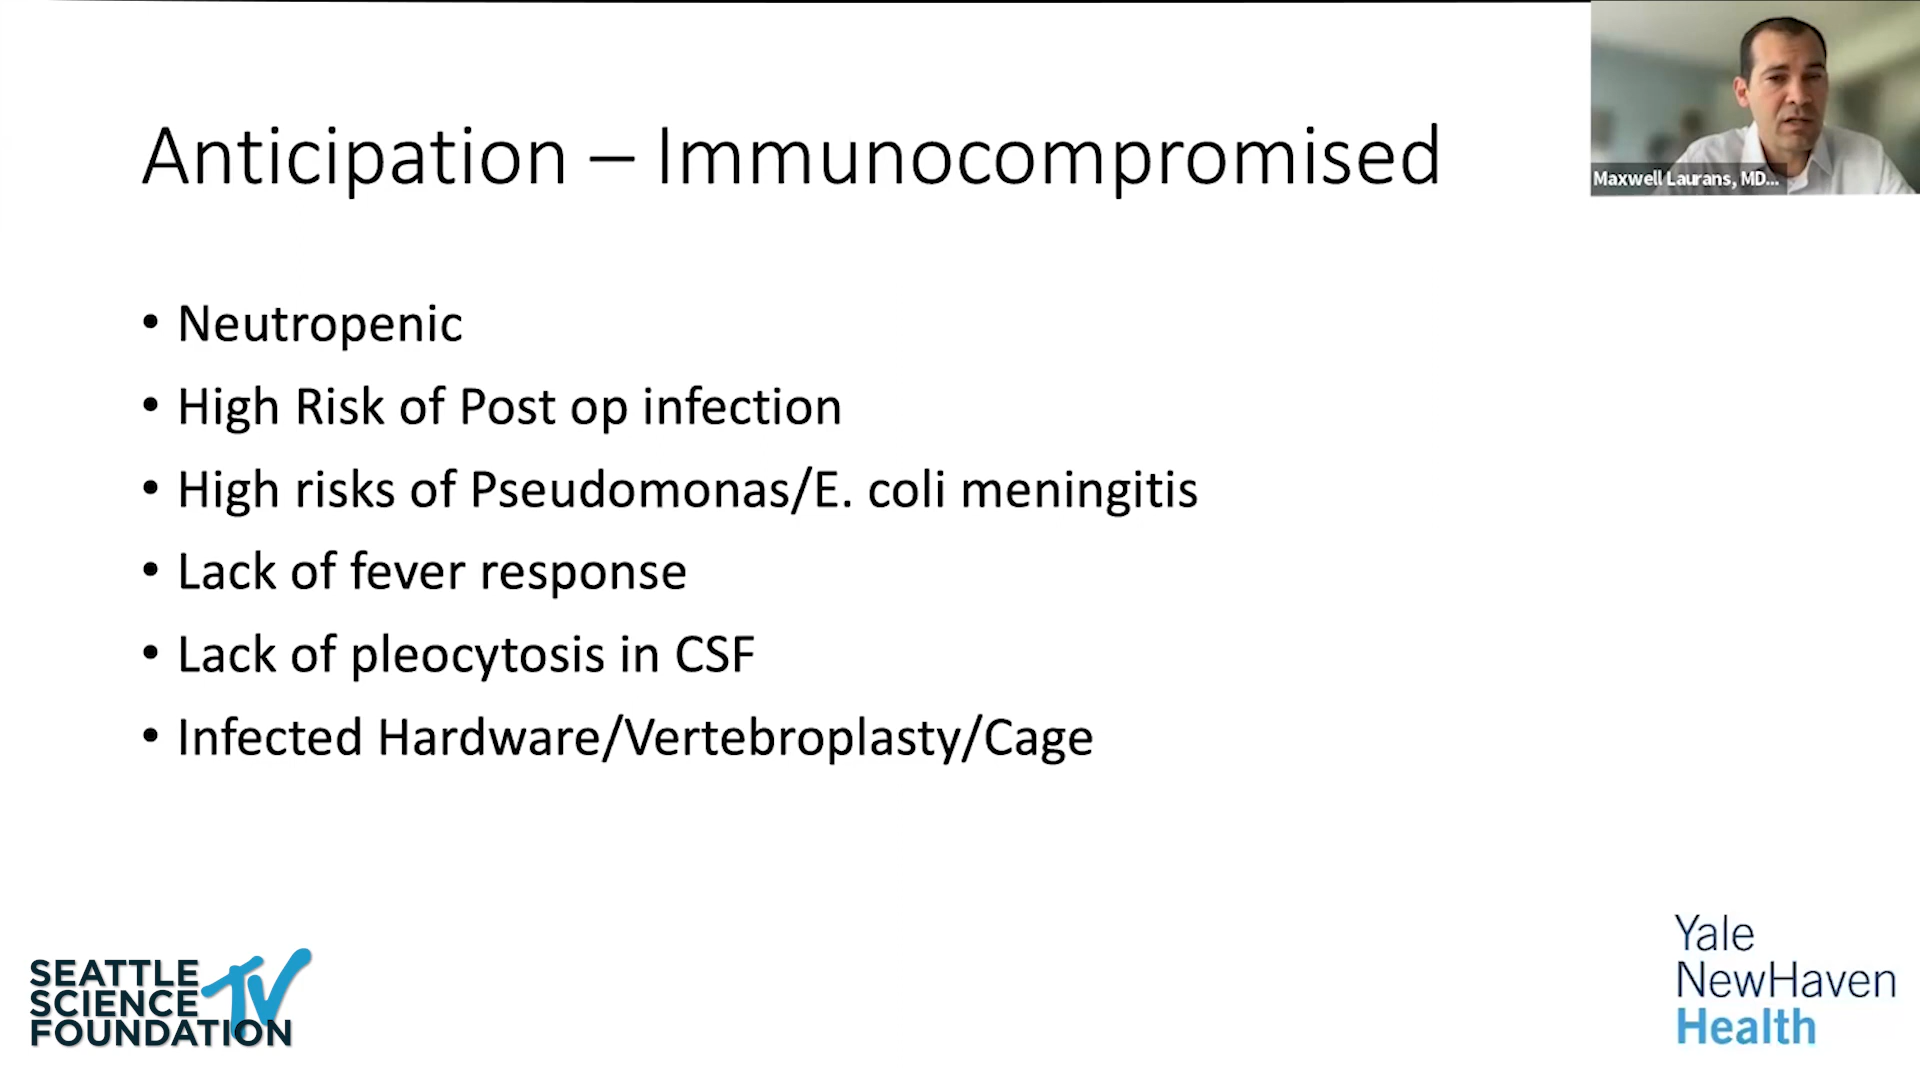 Anticipation – Immunocompromised
Maxwell Laurans, MD...
• Neutropenic
• High Risk of Post op infection
• High risks of Pseudomonas/E. coli meningitis
• Lack of fever response
• Lack of pleocytosis in CSF
• Infected Hardware/Vertebroplasty/Cage
SEATTLE
SCIENCE
FOUNDATION
TV
Yale
NewHaven
Health